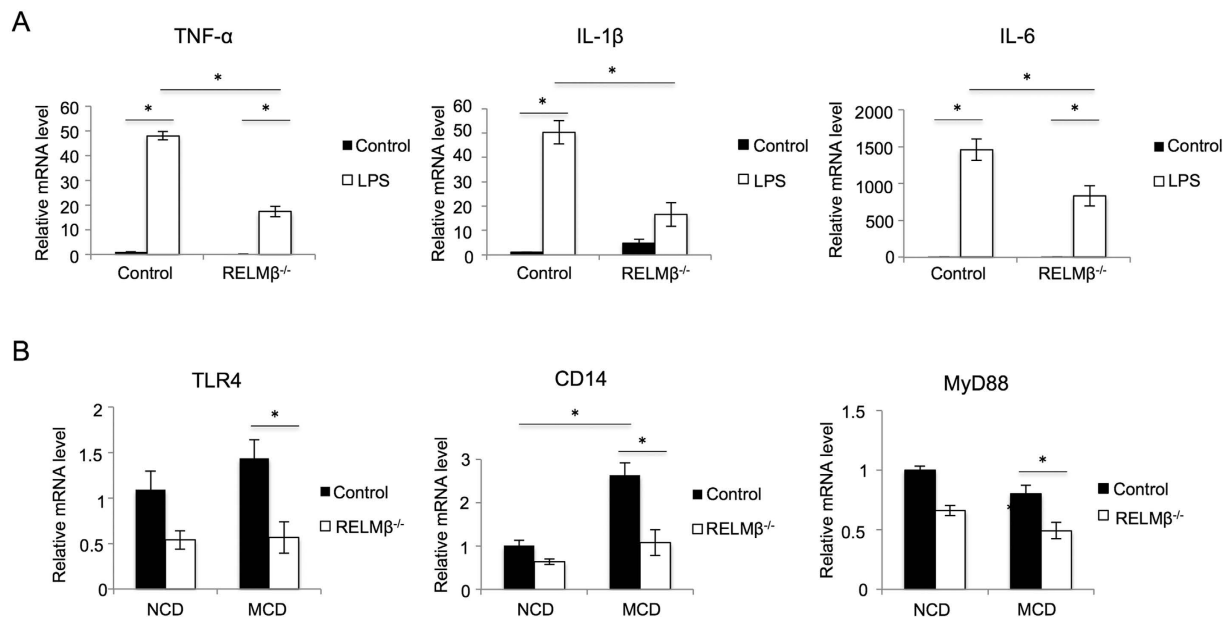 A
TNF-α
IL-1β
IL-6
*
*
*
*
*
*
*
*
Relative mRNA level
60
50
40
30
20
10
0
Control
RELMβ-/-
Control
LPS
Relative mRNA level
60
50
40
30
20
10
0
Control
RELMβ-/-
Control
LPS
Relative mRNA level
2000
1500
1000
500
0
Control
RELMβ-/-
Control
LPS
B
TLR4
CD14
MyD88
*
*
*
*
*
Relative mRNA level
2
1.5
1
0.5
0
NCD
MCD
Control
RELMβ-/-
Relative mRNA level
3
2
1
0
NCD
MCD
Control
RELMβ-/-
Relative mRNA level
1.5
1
0.5
0
NCD
MCD
Control
RELMβ-/-